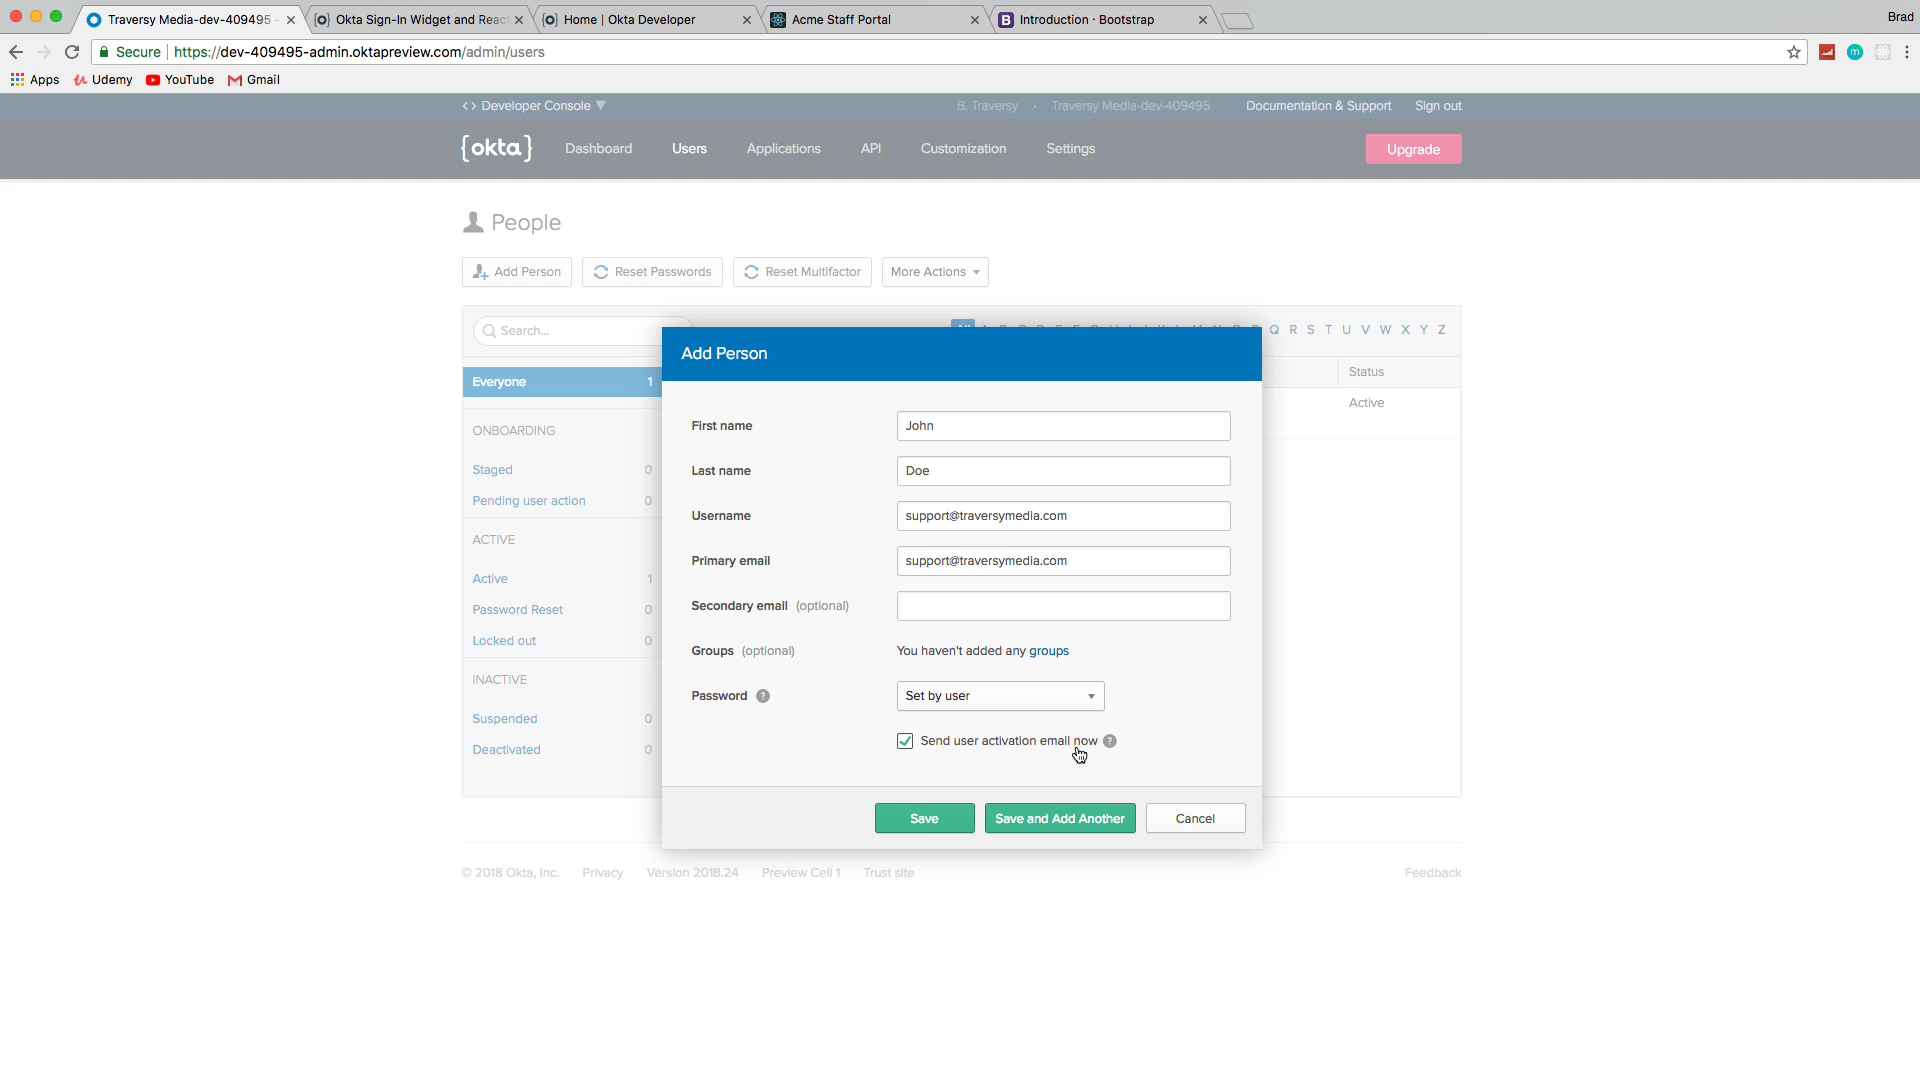 Traversy Media-dev-409495 -
Okta Sign-In Widget and Reac
Home | Okta Developer
Acme Staff Portal
Introduction · Bootstrap
Brad
Secure
https://dev-409495-admin.oktapreview.com/admin/users
Apps
Udemy
YouTube
Gmail
<> Developer Console
B. Traversy · Traversy Media-dev-409495
Documentation & Support
Sign out
{okta}
Dashboard
Users
Applications
API
Customization
Settings
Upgrade
People
Add Person
Reset Passwords
Reset Multifactor
More Actions
Search...
Q R S T U V W X Y Z
Add Person
Everyone 1
Status
Active
ONBOARDING
Staged 0
Pending user action 0
ACTIVE
Active 1
Password Reset 0
Locked out 0
INACTIVE
Suspended 0
Deactivated 0
First name
John
Last name
Doe
Username
support@traversymedia.com
Primary email
support@traversymedia.com
Secondary email (optional)
Groups (optional)
You haven't added any groups
Password ?
Set by user
Send user activation email now ?
Save
Save and Add Another
Cancel
© 2018 Okta, Inc.
Privacy
Version 2018.24
Preview Cell 1
Trust site
Feedback